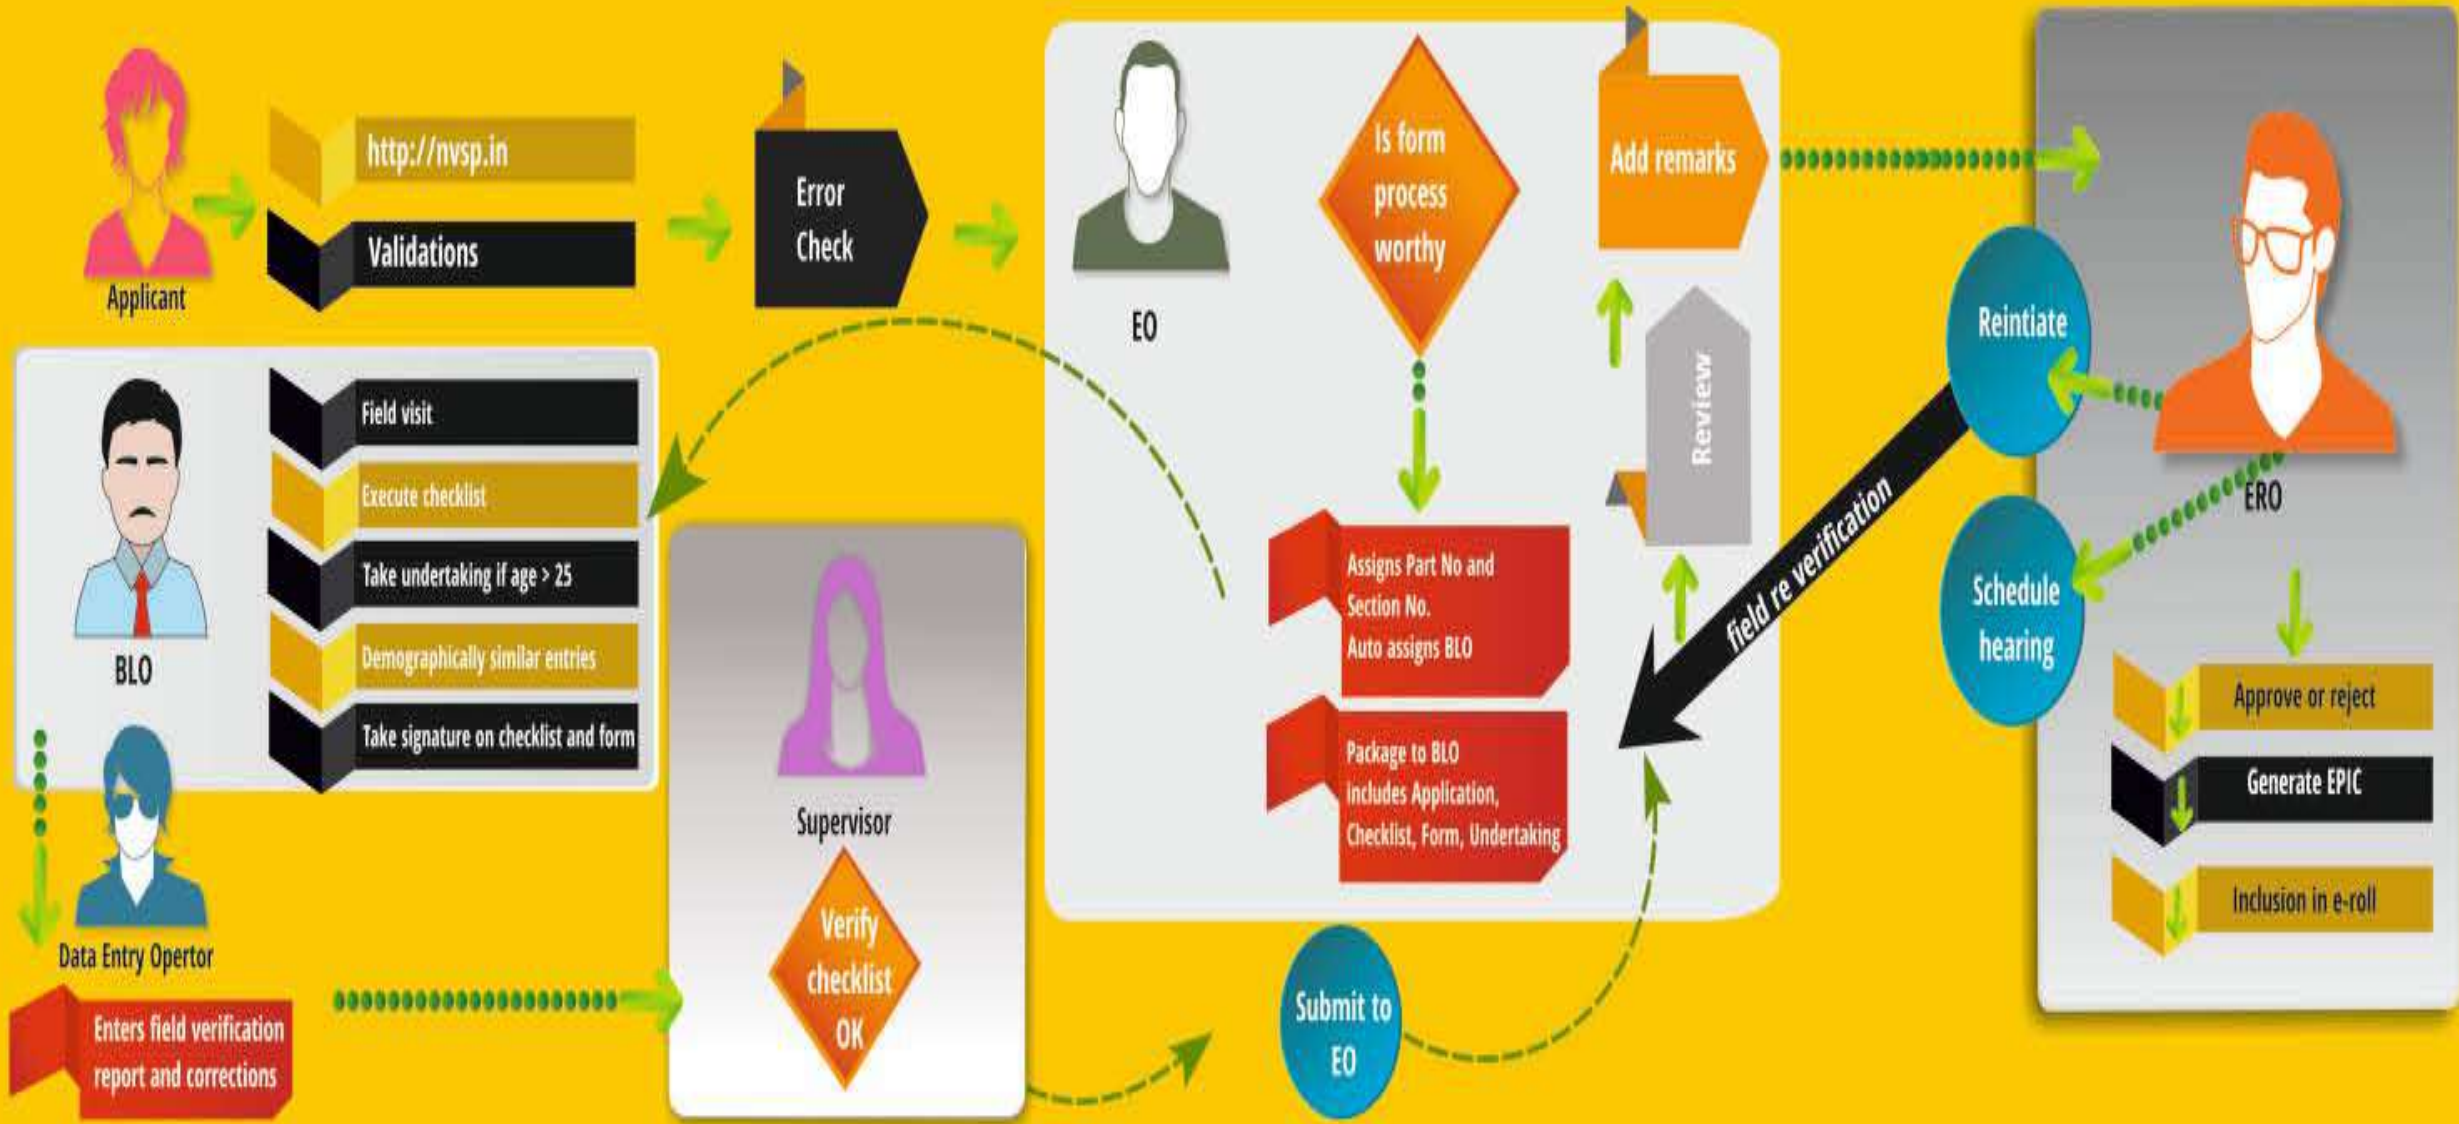 Applicant
http://nvsp.in
Validations
Error
Check
EO
Is form
process
worthy
Add remarks
Review
Assigns Part No and
Section No.
Auto assigns BLO
Package to BLO
includes Application,
Checklist, Form, Undertaking
BLO
Field visit
Execute checklist
Take undertaking if age > 25
Demographically similar entries
Take signature on checklist and form
Data Entry Opertor
Enters field verification
report and corrections
Supervisor
Verify
checklist
OK
Submit to
EO
field re verification
Reintiate
ERO
Schedule
hearing
Approve or reject
Generate EPIC
Inclusion in e-roll